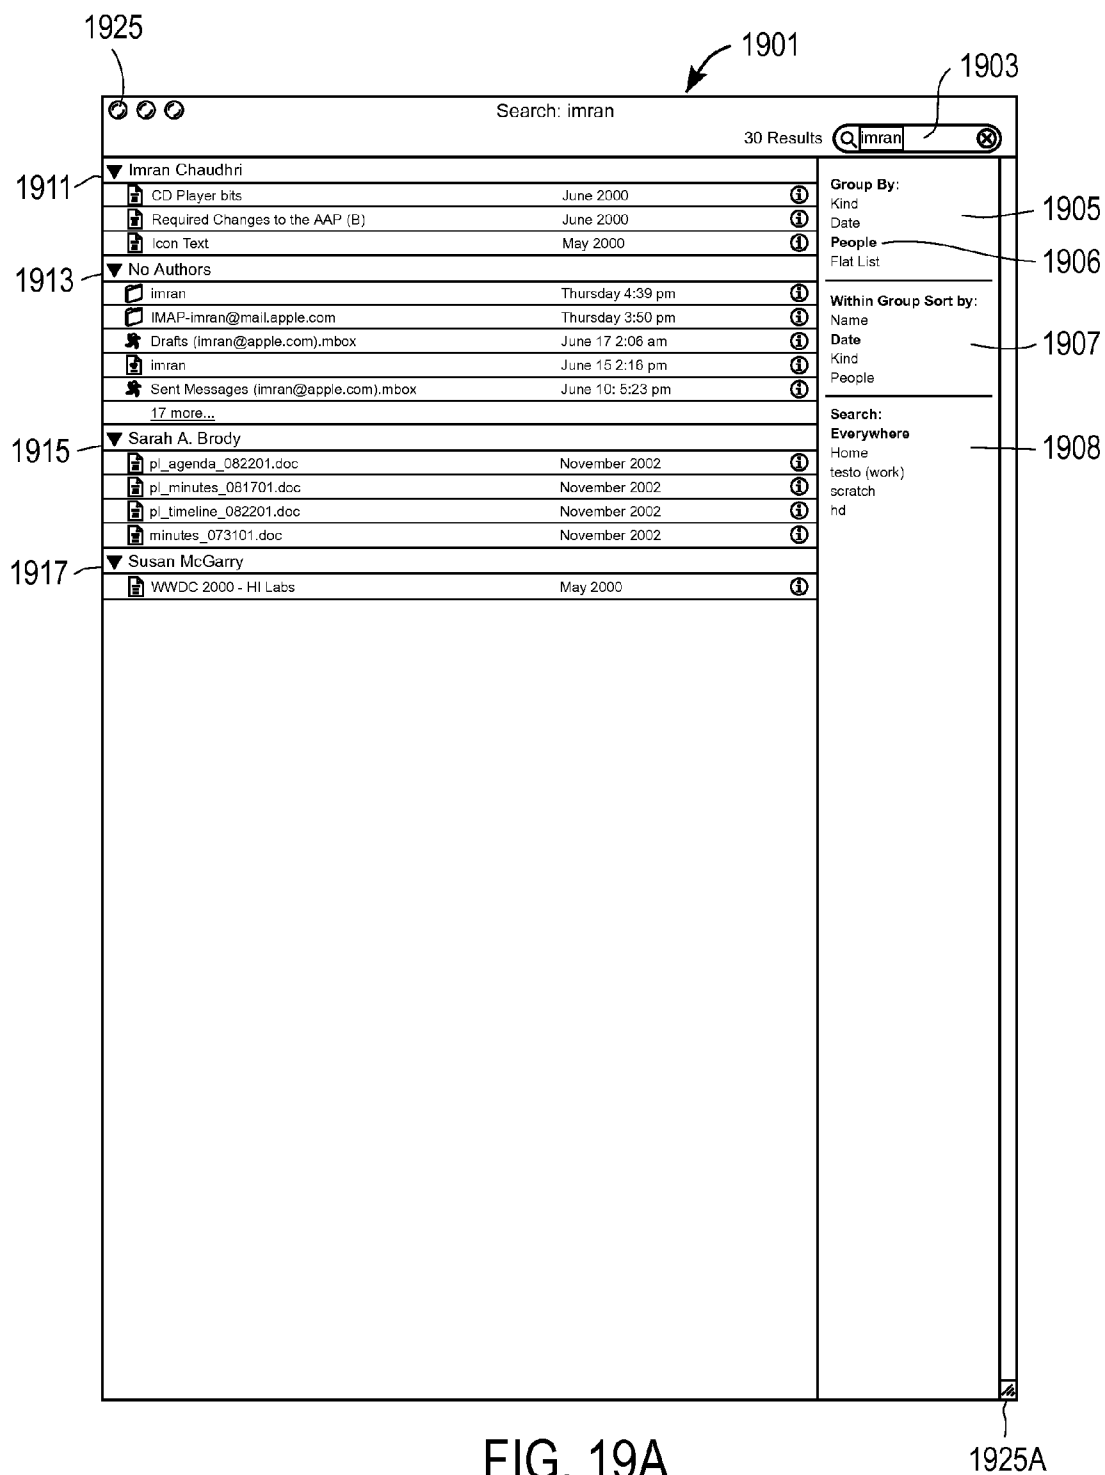 1925
1901
1903
Search: imran
30 Results
imran
1911
Imran Chaudhri
CD Player bits June 2000
Required Changes to the AAP (B) June 2000
Icon Text May 2000
1913
No Authors
imran Thursday 4:39 pm
IMAP-imran@mail.apple.com Thursday 3:50 pm
Drafts (imran@apple.com).mbox June 17 2:06 am
imran June 15 2:16 pm
Sent Messages (imran@apple.com).mbox June 10: 5:23 pm
17 more...
1915
Sarah A. Brody
pl_agenda_082201.doc November 2002
pl_minutes_081701.doc November 2002
pl_timeline_082201.doc November 2002
minutes_073101.doc November 2002
1917
Susan McGarry
WWDC 2000 - HI Labs May 2000
Group By:
Kind
Date
People
Flat List
1905
1906
Within Group Sort by:
Name
Date
Kind
People
1907
Search:
Everywhere
Home
testo (work)
scratch
hd
1908
1925A
FIG. 19A